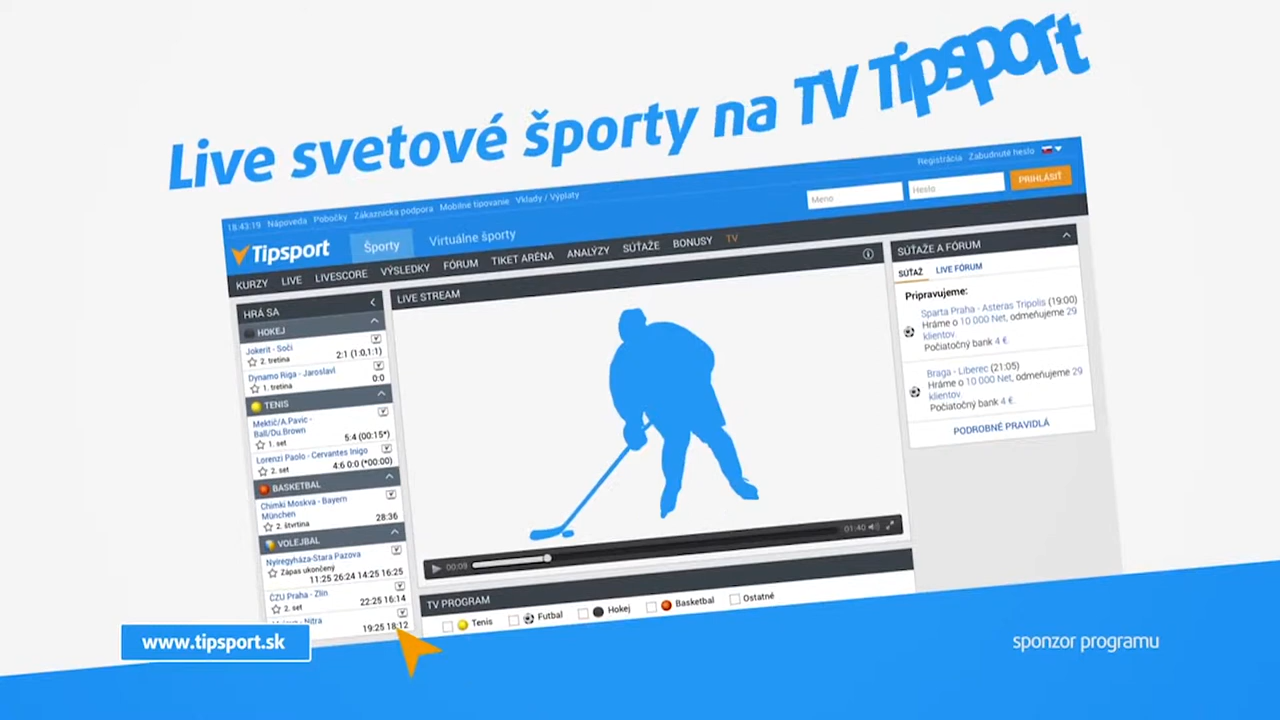 Live svetové športy na TV Tipsport
Registrácia Zabudnuté heslo
18:43:19 Nápoveda Pobočky Zákaznicka podpora Mobilné tipovanie Vklady / Výplaty
Meno Heslo PRIHLÁSIŤ
Tipsport Športy Virtuálne športy
KURZY LIVE LIVESCORE VÝSLEDKY FÓRUM TIKET ARÉNA ANALÝZY SÚŤAŽE BONUSY TV
HRÁ SA
HOKEJ
Jokerit - Soči
2. tretina 2:1 (1:0,1:1)
Dynamo Riga - Jaroslavl
1. tretina 0:0
TENIS
Mektič/A.Pavic -
Ball/Du.Brown
1. set 5:4 (00:15*)
Lorenzi Paolo - Cervantes Inigo
2. set 4:6 0:0 (*00:00)
BASKETBAL
Chimki Moskva - Bayern
München
2. štvrtina 28:36
VOLEJBAL
Nyíregyháza-Stara Pazova
Zápas ukončený
11:25 26:24 14:25 16:25
ČZU Praha - Zlín
2. set 22:25 16:14
Nitra
19:25 18:12
LIVE STREAM
00:09 01:40
TV PROGRAM
Tenis Futbal Hokej Basketbal Ostatné
SÚŤAŽE A FÓRUM
SÚŤAŽ LIVE FÓRUM
Pripravujeme:
Sparta Praha - Asteras Tripolis (19:00)
Hráme o 10 000 Net, odmeňujeme 29
klientov.
Počiatočný bank 4 €.
Braga - Liberec (21:05)
Hráme o 10 000 Net, odmeňujeme 29
klientov.
Počiatočný bank 4 €.
PODROBNÉ PRAVIDLÁ
www.tipsport.sk
sponzor programu